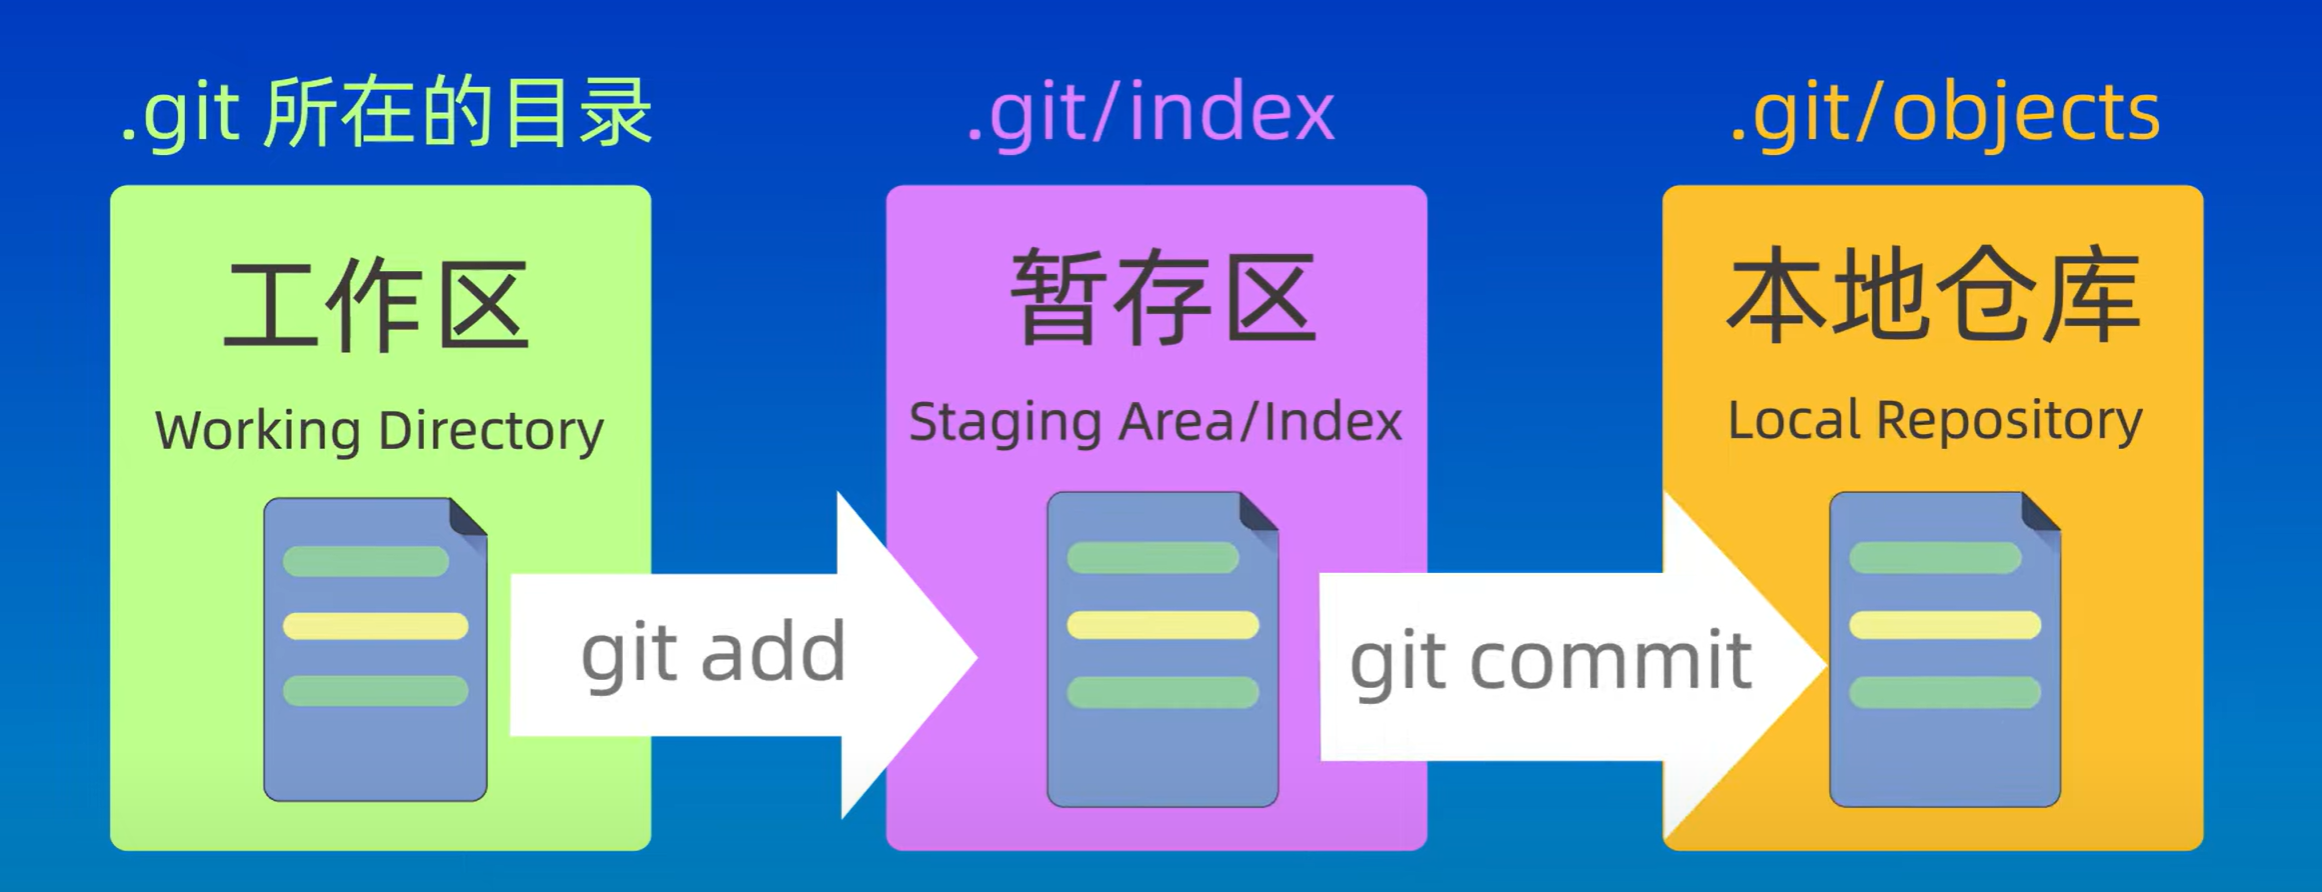 .git 所在的目录
.git/index
.git/objects
工作区
Working Directory
暂存区
Staging Area/Index
本地仓库
Local Repository
git add
git commit